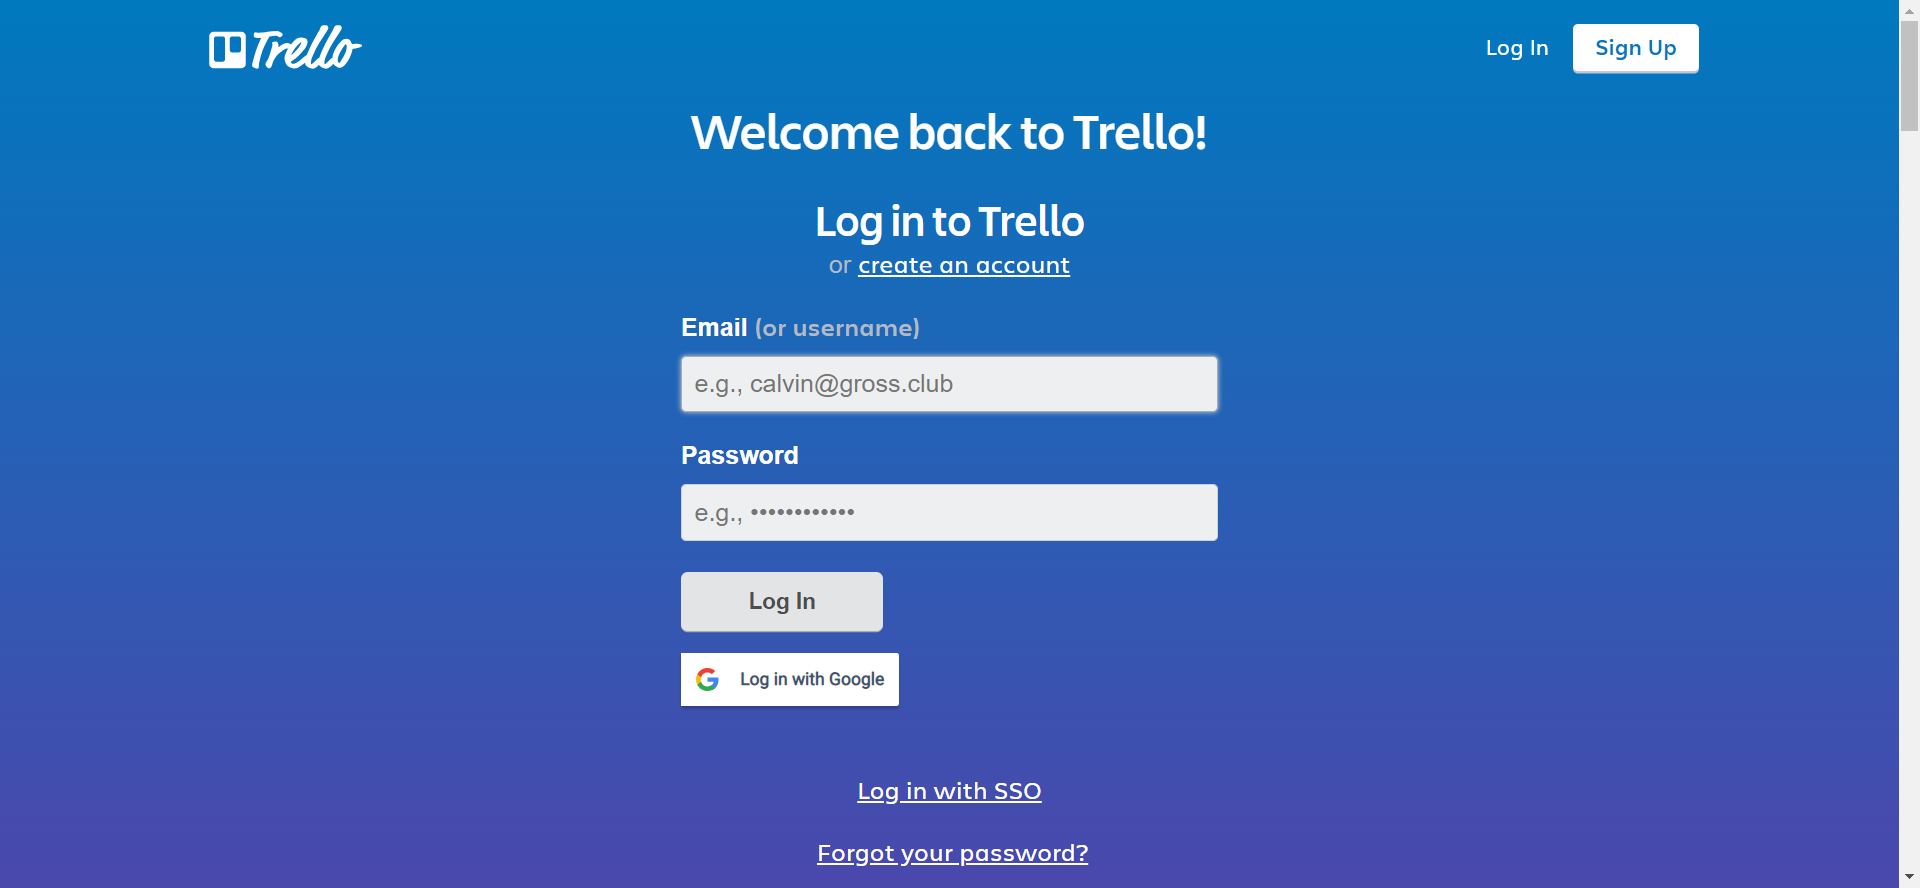 Trello
Log In
Sign Up
Welcome back to Trello!
Log in to Trello
or create an account
Email (or username)
e.g., calvin@gross.club
Password
e.g., ••••••••••••
Log In
Log in with Google
Log in with SSO
Forgot your password?